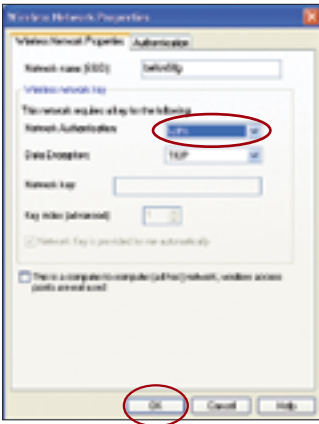 Wireless Network Properties
Wireless Network Properties Authentication
Network name (SSID): belkin54g
Wireless network key
This network requires a key for the following:
Network Authentication: WPA
Data Encryption: TKIP
Network key:
Key index (advanced): 1
The key is provided for me automatically
This is a computer-to-computer (ad hoc) network; wireless access
points are not used
OK Cancel Help